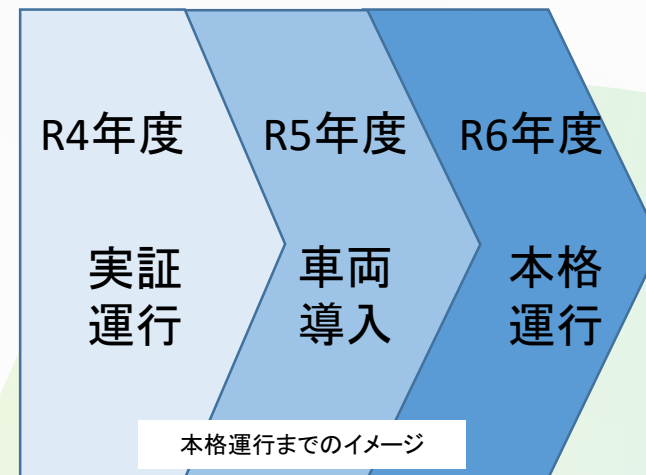 R4年度
実証
運行
R5年度
車両
導入
R6年度
本格
運行
本格運行までのイメージ